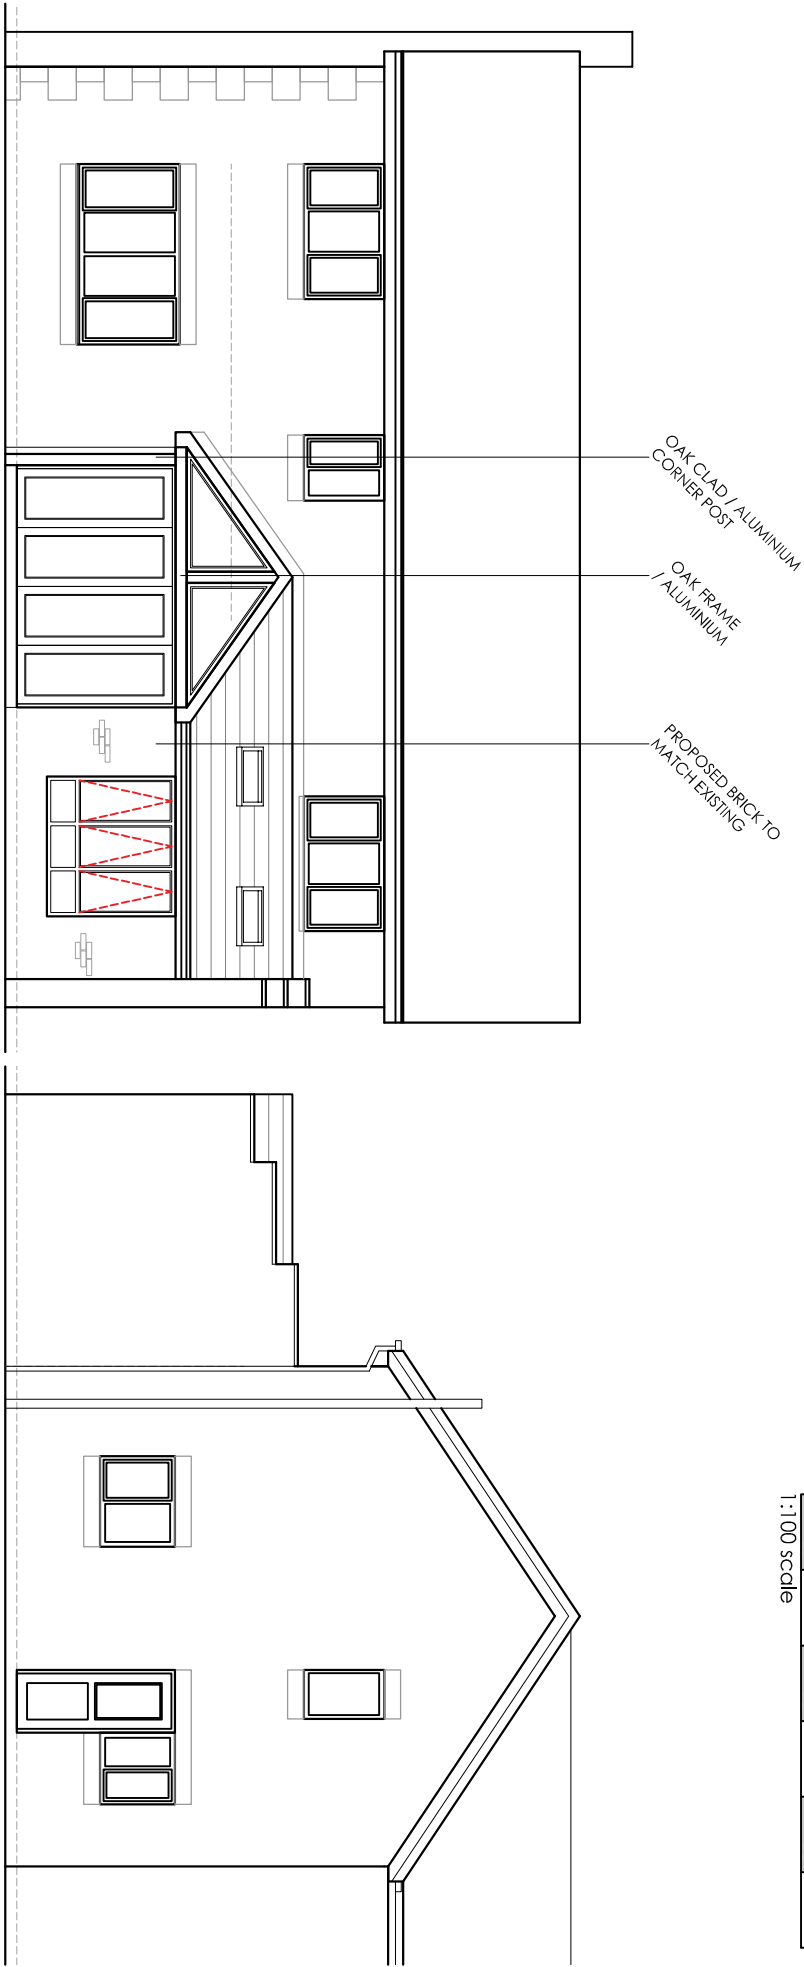 OAK CLAD / ALUMINIUM
CORNER POST
OAK FRAME
/ ALUMINIUM
PROPOSED BRICK TO
MATCH EXISTING
1:100 scale